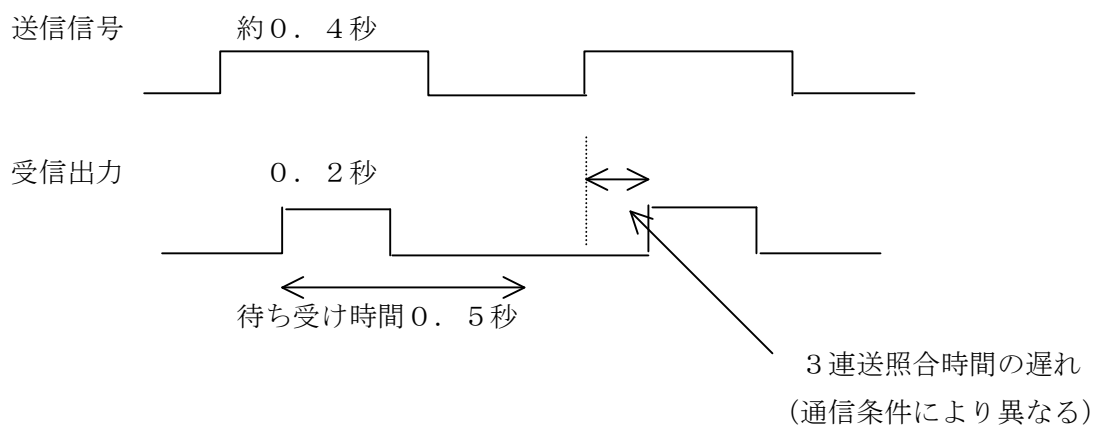 送信信号
約０．４秒
受信出力
０．２秒
待ち受け時間０．５秒
３連送照合時間の遅れ
（通信条件により異なる）